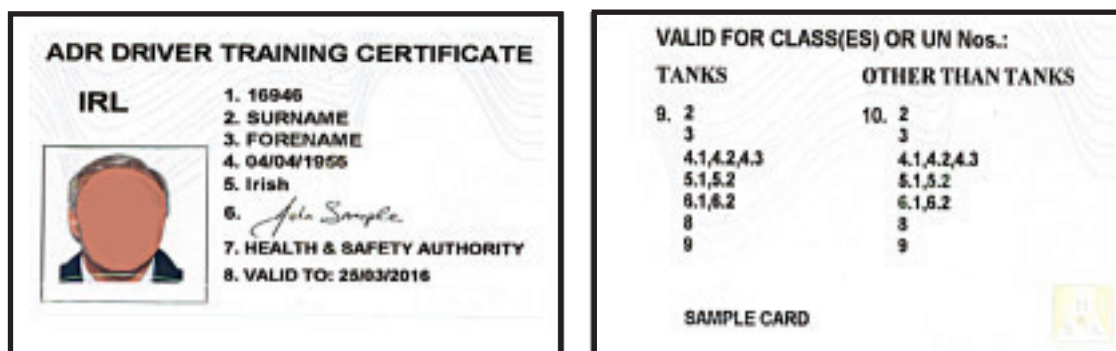 ADR DRIVER TRAINING CERTIFICATE
IRL
1. 16946
2. SURNAME
3. FORENAME
4. 04/04/1956
5. Irish
6.
7. HEALTH & SAFETY AUTHORITY
8. VALID TO: 25/03/2016
VALID FOR CLASS(ES) OR UN Nos.:
TANKS OTHER THAN TANKS
9. 2 10. 2
3 3
4.1,4.2,4.3 4.1,4.2,4.3
5.1,5.2 5.1,5.2
6.1,6.2 6.1,6.2
8 8
9 9
SAMPLE CARD